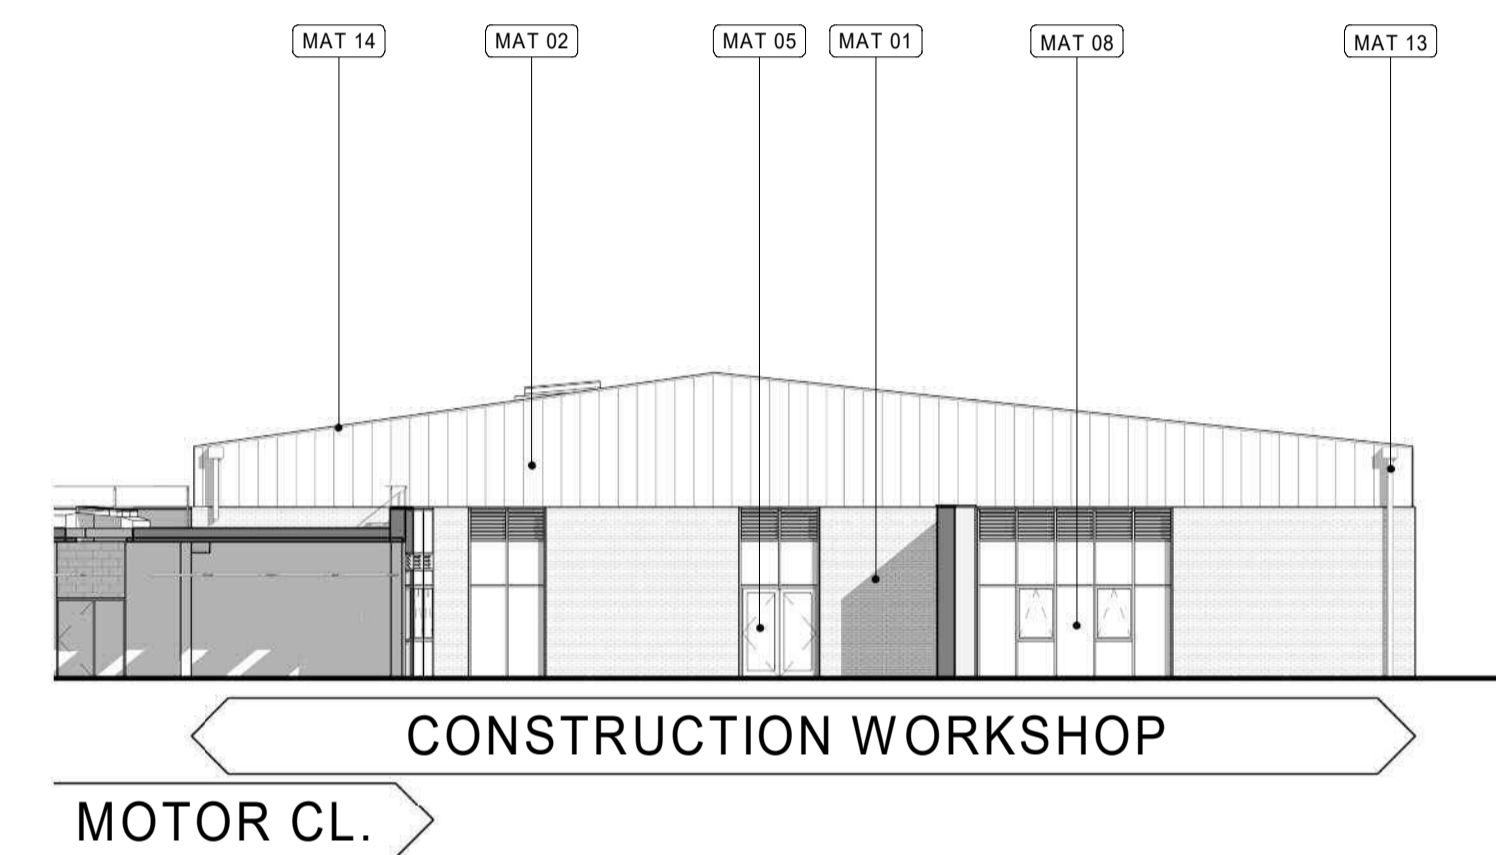 MAT 14 MAT 02 MAT 05 MAT 01 MAT 08 MAT 13
CONSTRUCTION WORKSHOP
MOTOR CL.